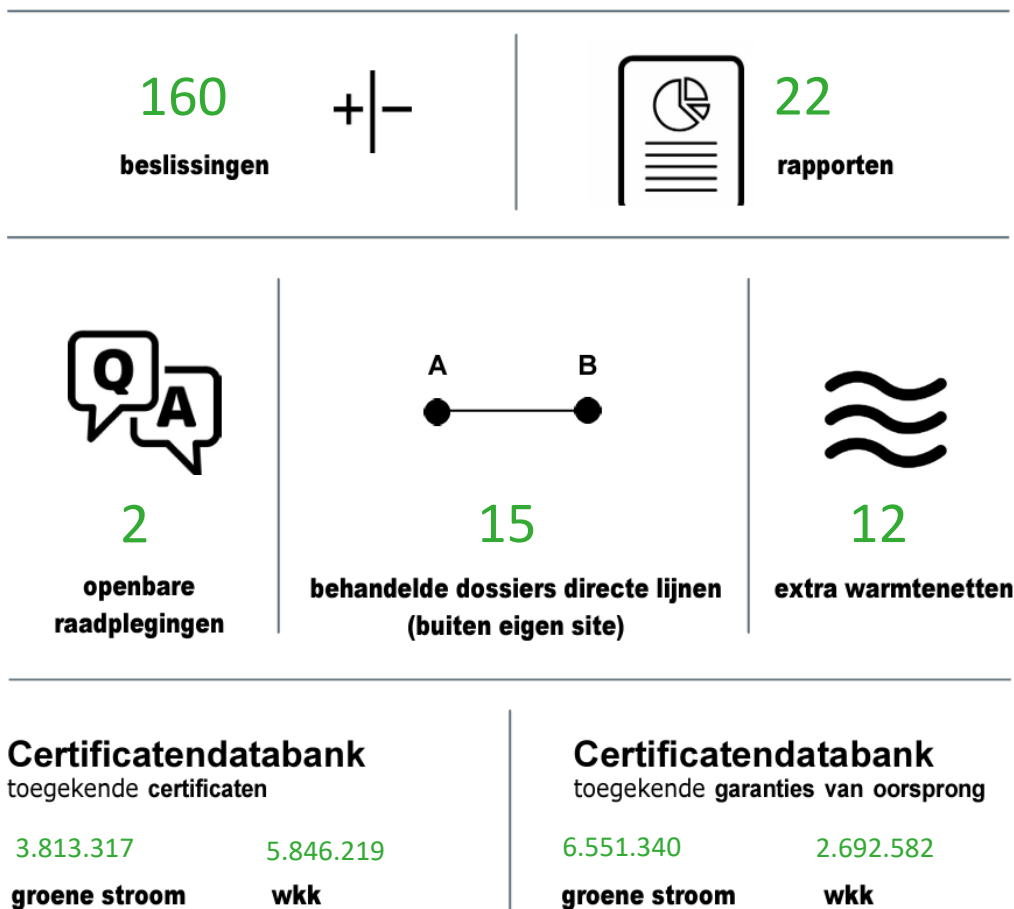 160
beslissingen
+|−
22
rapporten
Q
A
2
openbare
raadplegingen
A B
15
behandelde dossiers directe lijnen
(buiten eigen site)
12
extra warmtenetten
Certificatendatabank
toegekende certificaten
3.813.317 5.846.219
groene stroom wkk
Certificatendatabank
toegekende garanties van oorsprong
6.551.340 2.692.582
groene stroom wkk